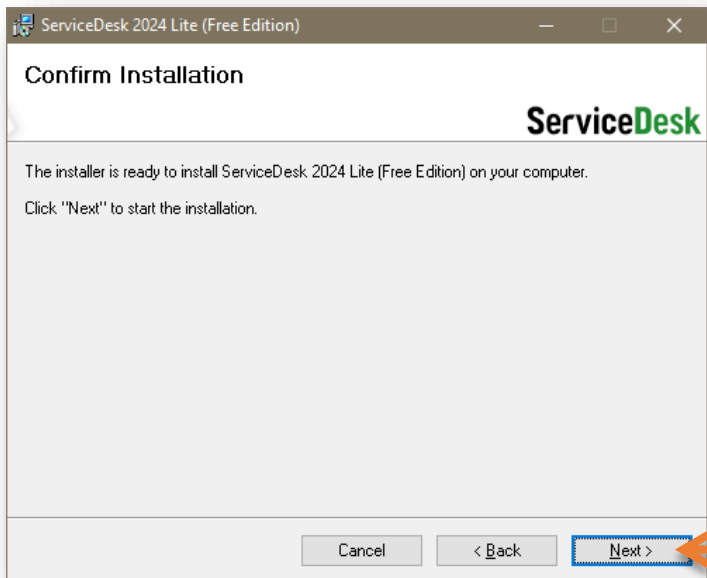 ServiceDesk 2024 Lite (Free Edition)
Confirm Installation
ServiceDesk
The installer is ready to install ServiceDesk 2024 Lite (Free Edition) on your computer.
Click "Next" to start the installation.
Cancel
< Back
Next >